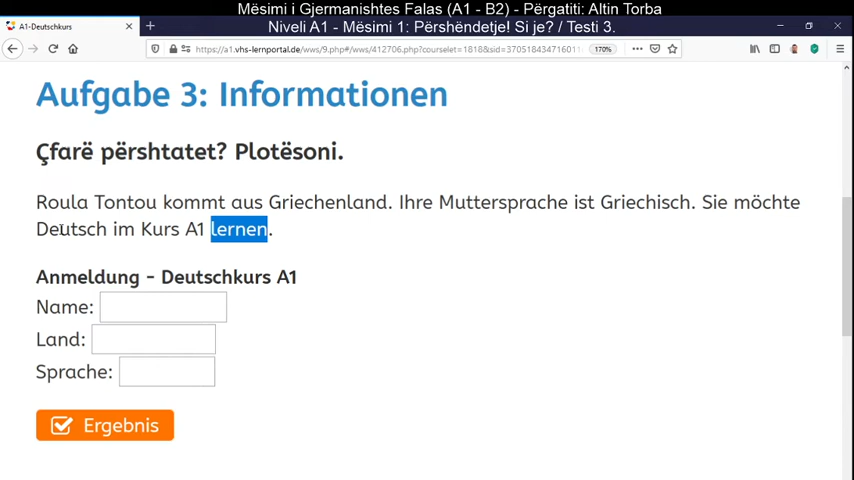 Mësimi i Gjermanishtes Falas (A1 - B2) - Përgatiti: Altin Torba
A1-Deutschkurs
Niveli A1 - Mësimi 1: Përshëndetje! Si je? / Testi 3.
https://a1.vhs-lernportal.de/wws/9.php#/wws/412706.php?courselet=1818&sid=37051843471601
170%
Aufgabe 3: Informationen
Çfarë përshtatet? Plotësoni.
Roula Tontou kommt aus Griechenland. Ihre Muttersprache ist Griechisch. Sie möchte
Deutsch im Kurs A1 lernen.
Anmeldung - Deutschkurs A1
Name:
Land:
Sprache:
Ergebnis